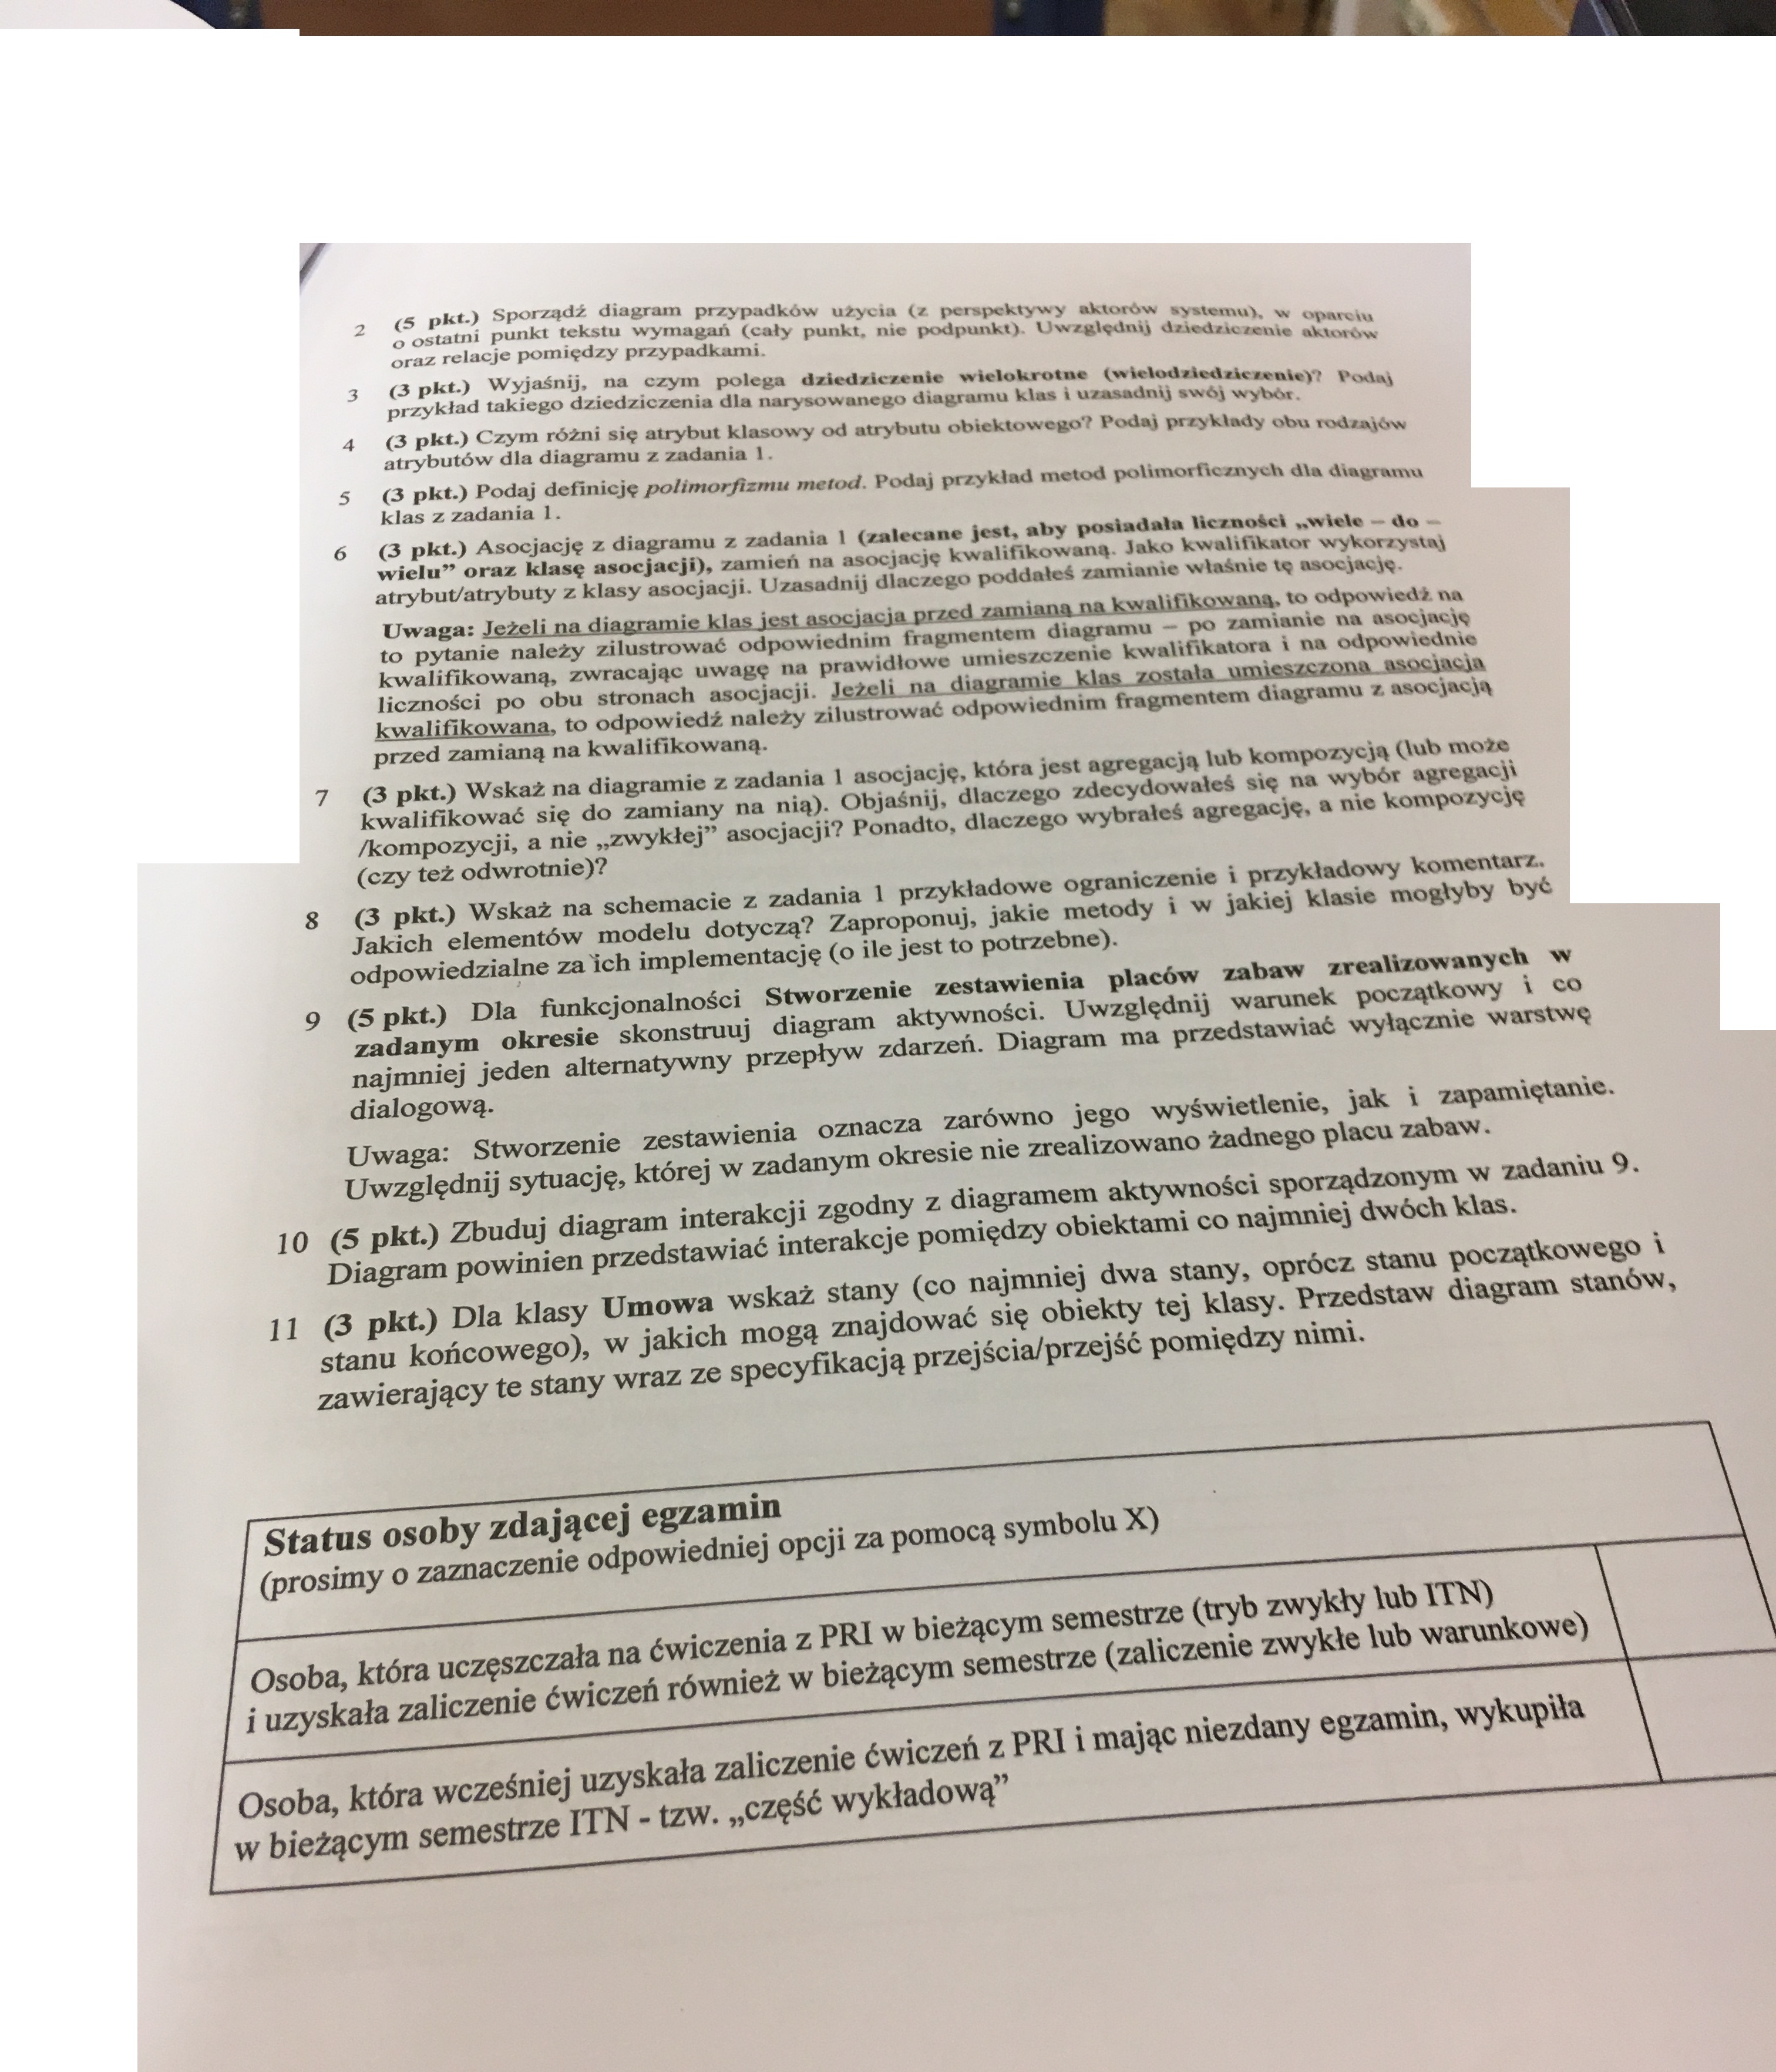 2 (5 pkt.) Sporządź diagram przypadków użycia (z perspektywy aktorów systemu), w oparciu
o ostatni punkt tekstu wymagań (cały punkt, nie podpunkt). Uwzględnij dziedziczenie aktorów
oraz relacje pomiędzy przypadkami.
3 (3 pkt.) Wyjaśnij, na czym polega dziedziczenie wielokrotne (wielodziedziczenie)? Podaj
przykład takiego dziedziczenia dla narysowanego diagramu klas i uzasadnij swój wybór.
4 (3 pkt.) Czym różni się atrybut klasowy od atrybutu obiektowego? Podaj przykłady obu rodzajów
atrybutów dla diagramu z zadania 1.
5 (3 pkt.) Podaj definicję polimorfizmu metod. Podaj przykład metod polimorficznych dla diagramu
klas z zadania 1.
6 (3 pkt.) Asocjację z diagramu z zadania 1 (zalecane jest, aby posiadała liczności „wiele – do –
wielu” oraz klasę asocjacji), zamień na asocjację kwalifikowaną. Jako kwalifikator wykorzystaj
atrybut/atrybuty z klasy asocjacji. Uzasadnij dlaczego poddałeś zamianie właśnie tę asocjację.
Uwaga: Jeżeli na diagramie klas jest asocjacja przed zamianą na kwalifikowaną, to odpowiedź na
to pytanie należy zilustrować odpowiednim fragmentem diagramu – po zamianie na asocjację
kwalifikowaną, zwracając uwagę na prawidłowe umieszczenie kwalifikatora i na odpowiednie
liczności po obu stronach asocjacji. Jeżeli na diagramie klas została umieszczona asocjacja
kwalifikowana, to odpowiedź należy zilustrować odpowiednim fragmentem diagramu z asocjacją
przed zamianą na kwalifikowaną.
7 (3 pkt.) Wskaż na diagramie z zadania 1 asocjację, która jest agregacją lub kompozycją (lub może
kwalifikować się do zamiany na nią). Objaśnij, dlaczego zdecydowałeś się na wybór agregacji
/kompozycji, a nie „zwykłej” asocjacji? Ponadto, dlaczego wybrałeś agregację, a nie kompozycję
(czy też odwrotnie)?
8 (3 pkt.) Wskaż na schemacie z zadania 1 przykładowe ograniczenie i przykładowy komentarz.
Jakich elementów modelu dotyczą? Zaproponuj, jakie metody i w jakiej klasie mogłyby być
odpowiedzialne za ich implementację (o ile jest to potrzebne).
9 (5 pkt.) Dla funkcjonalności Stworzenie zestawienia placów zabaw zrealizowanych w
zadanym okresie skonstruuj diagram aktywności. Uwzględnij warunek początkowy i co
najmniej jeden alternatywny przepływ zdarzeń. Diagram ma przedstawiać wyłącznie warstwę
dialogową.
Uwaga: Stworzenie zestawienia oznacza zarówno jego wyświetlenie, jak i zapamiętanie.
Uwzględnij sytuację, której w zadanym okresie nie zrealizowano żadnego placu zabaw.
10 (5 pkt.) Zbuduj diagram interakcji zgodny z diagramem aktywności sporządzonym w zadaniu 9.
Diagram powinien przedstawiać interakcje pomiędzy obiektami co najmniej dwóch klas.
11 (3 pkt.) Dla klasy Umowa wskaż stany (co najmniej dwa stany, oprócz stanu początkowego i
stanu końcowego), w jakich mogą znajdować się obiekty tej klasy. Przedstaw diagram stanów,
zawierający te stany wraz ze specyfikacją przejścia/przejść pomiędzy nimi.
Status osoby zdającej egzamin
(prosimy o zaznaczenie odpowiedniej opcji za pomocą symbolu X)
Osoba, która uczęszczała na ćwiczenia z PRI w bieżącym semestrze (tryb zwykły lub ITN)
i uzyskała zaliczenie ćwiczeń również w bieżącym semestrze (zaliczenie zwykłe lub warunkowe)
Osoba, która wcześniej uzyskała zaliczenie ćwiczeń z PRI i mając niezdany egzamin, wykupiła
w bieżącym semestrze ITN - tzw. „część wykładową”